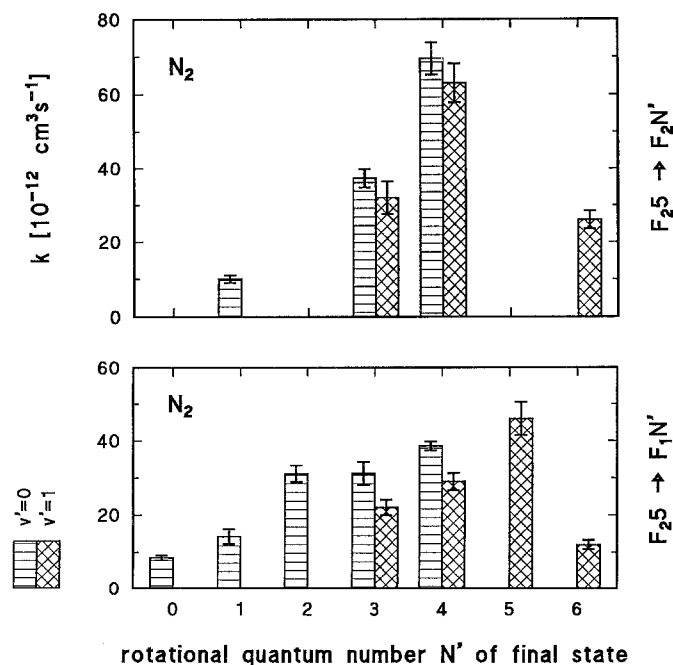 80
60
40
20
0
N₂
k [10⁻¹² cm³s⁻¹]
F₂5 → F₂N'
60
40
20
0
N₂
F₂5 → F₁N'
v'=0
v'=1
0 1 2 3 4 5 6
rotational quantum number N' of final state